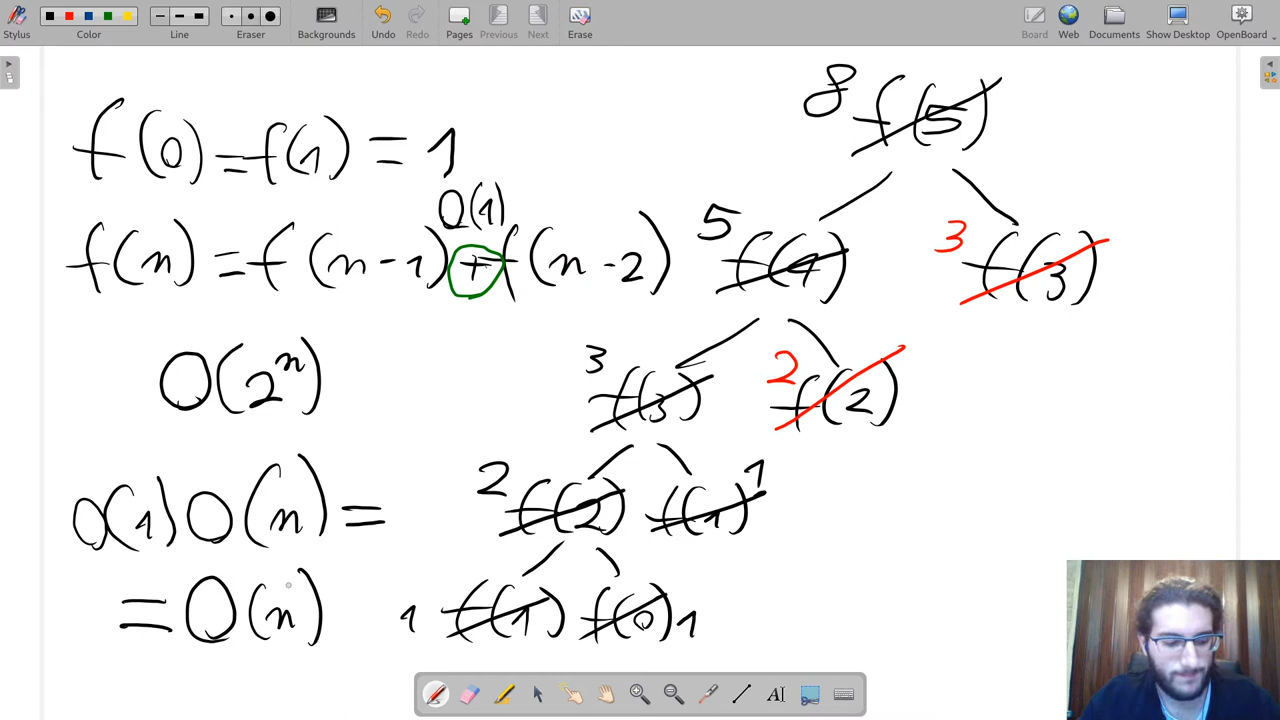 Stylus Color Line Eraser Backgrounds Undo Redo Pages Previous Next Erase Board Web Documents Show Desktop OpenBoard
8 f(5)
f(0) = f(1) = 1
O(1)
f(n) = f(n-1) + f(n-2)
5 f(4) 3 f(3)
O(2ⁿ)
3 f(3) 2 f(2)
O(1) O(n) =
2 f(2) f(1) 1
= O(n)
1 f(1) f(0) 1
AI